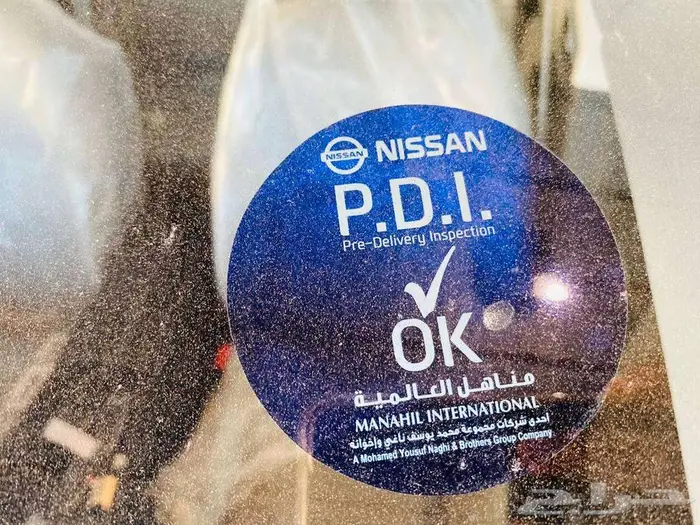 NISSAN NISSAN
P.D.I.
Pre-Delivery Inspection
OK
مناهل العالمية
MANAHIL INTERNATIONAL
أحدى شركات مجموعة محمد يوسف ناغي وإخوانه
A Mohamed Yousuf Naghi & Brothers Group Company
حراج